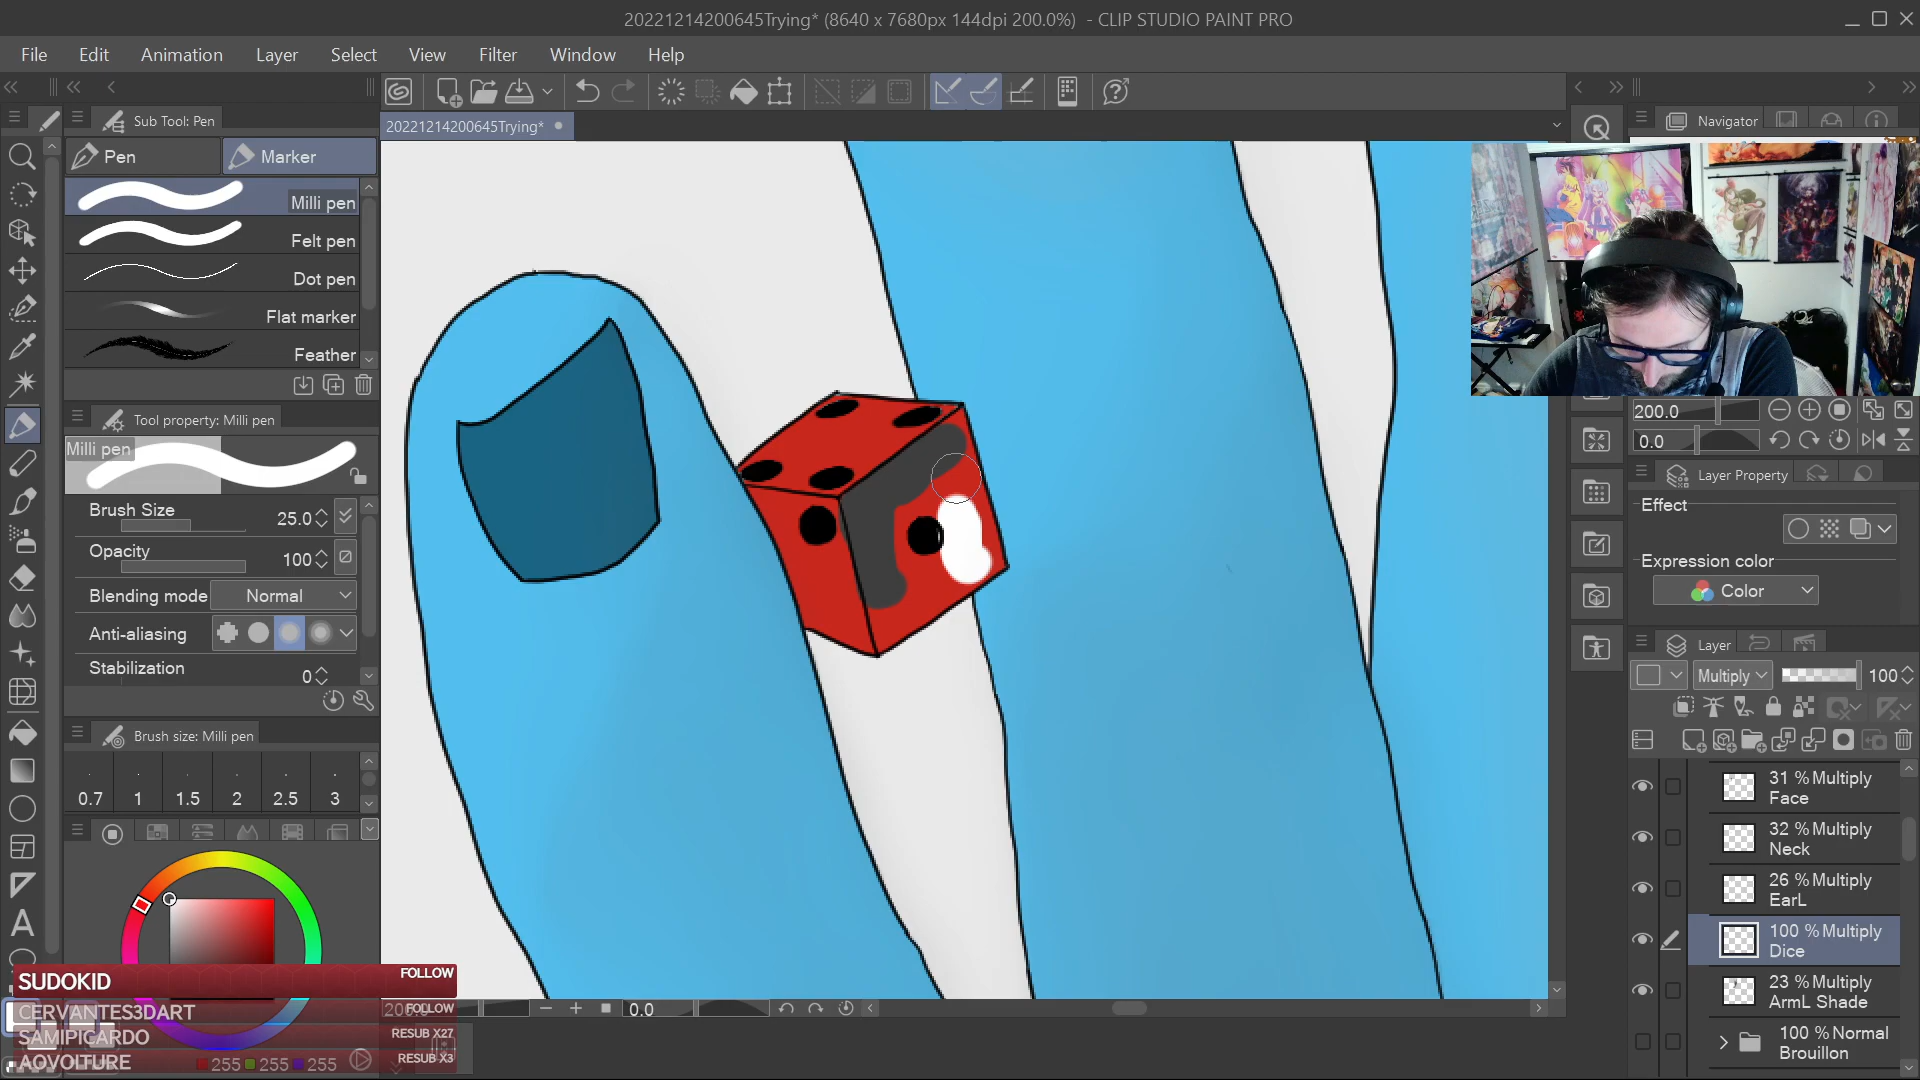 20221214200645Trying* (8640 x 7680px 144dpi 200.0%) - CLIP STUDIO PAINT PRO
File Edit Animation Layer Select View Filter Window Help
Sub Tool: Pen
20221214200645Trying*
Navigator
Pen Marker
Milli pen
Felt pen
Dot pen
Flat marker
Feather
Tool property: Milli pen
Milli pen
Brush Size 25.0
Opacity 100
Blending mode Normal
Anti-aliasing
Stabilization
0
Brush size: Milli pen
0.7 1 1.5 2 2.5 3
200.0
0.0
Layer Property
Effect
Expression color
Color
Layer
Multiply 100
31 % Multiply
Face
32 % Multiply
Neck
26 % Multiply
EarL
100 % Multiply
Dice
23 % Multiply
ArmL Shade
100 % Normal
Brouillon
SUDOKID FOLLOW
CERVANTES3DART FOLLOW
SAMIPICARDO RESUB X27
AOVOLTURE RESUB X3
255 255 255
0.0